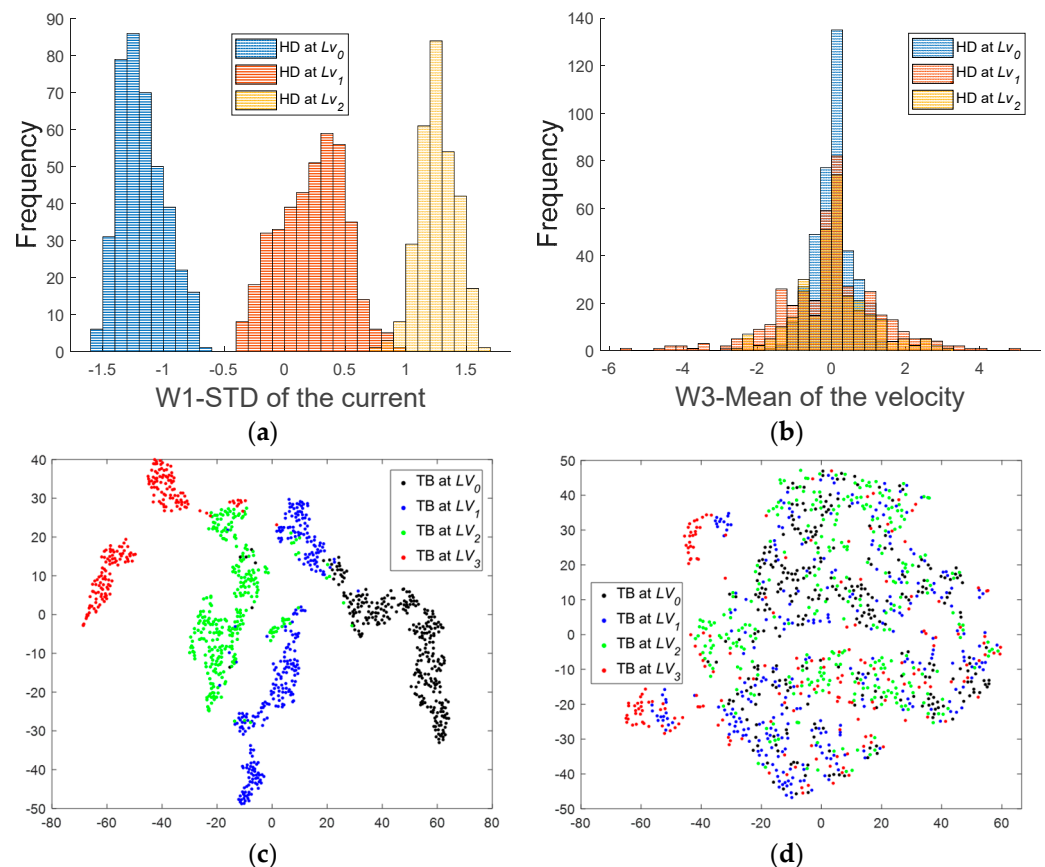 90
80
70
60
50
40
30
20
10
0
Frequency
HD at Lv0
HD at Lv1
HD at Lv2
-1.5 -1 -0.5 0 0.5 1 1.5
W1-STD of the current
(a)
140
120
100
80
60
40
20
0
Frequency
HD at Lv0
HD at Lv1
HD at Lv2
-6 -4 -2 0 2 4
W3-Mean of the velocity
(b)
40
30
20
10
0
-10
-20
-30
-40
-50
TB at LV0
TB at LV1
TB at LV2
TB at LV3
-80 -60 -40 -20 0 20 40 60 80
(c)
50
40
30
20
10
0
-10
-20
-30
-40
-50
TB at LV0
TB at LV1
TB at LV2
TB at LV3
-80 -60 -40 -20 0 20 40 60
(d)